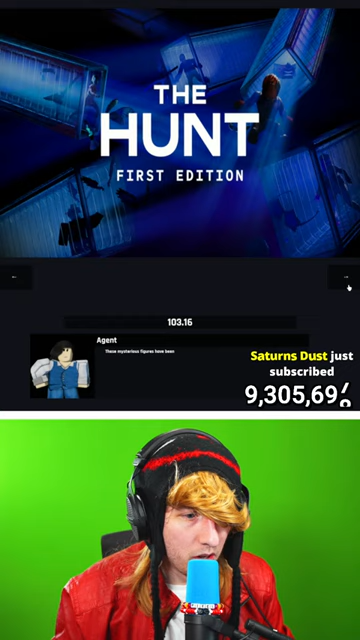 THE
HUNT
FIRST EDITION
←
→
103.16
Agent
These mysterious figures have been
Saturns Dust just
subscribed